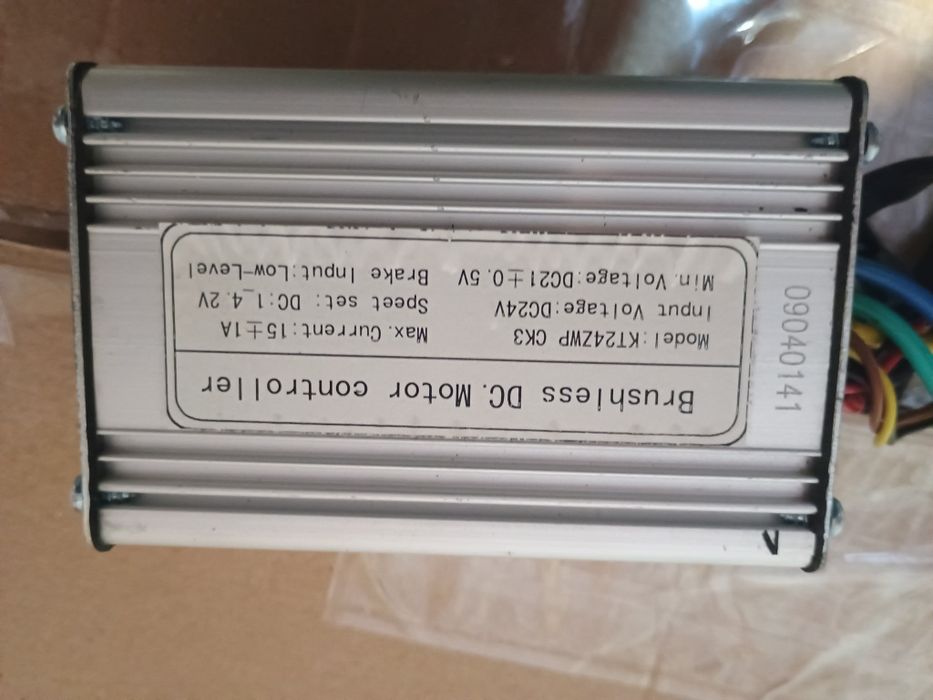 Brushless DC. Motor controller
Model:KT24ZWP CK3 Max. Current:15±1A
Input Voltage:DC24V Speet set: DC:1_4.2V
Min. Voltage:DC21±0.5V Brake Input:Low-Level
09040141